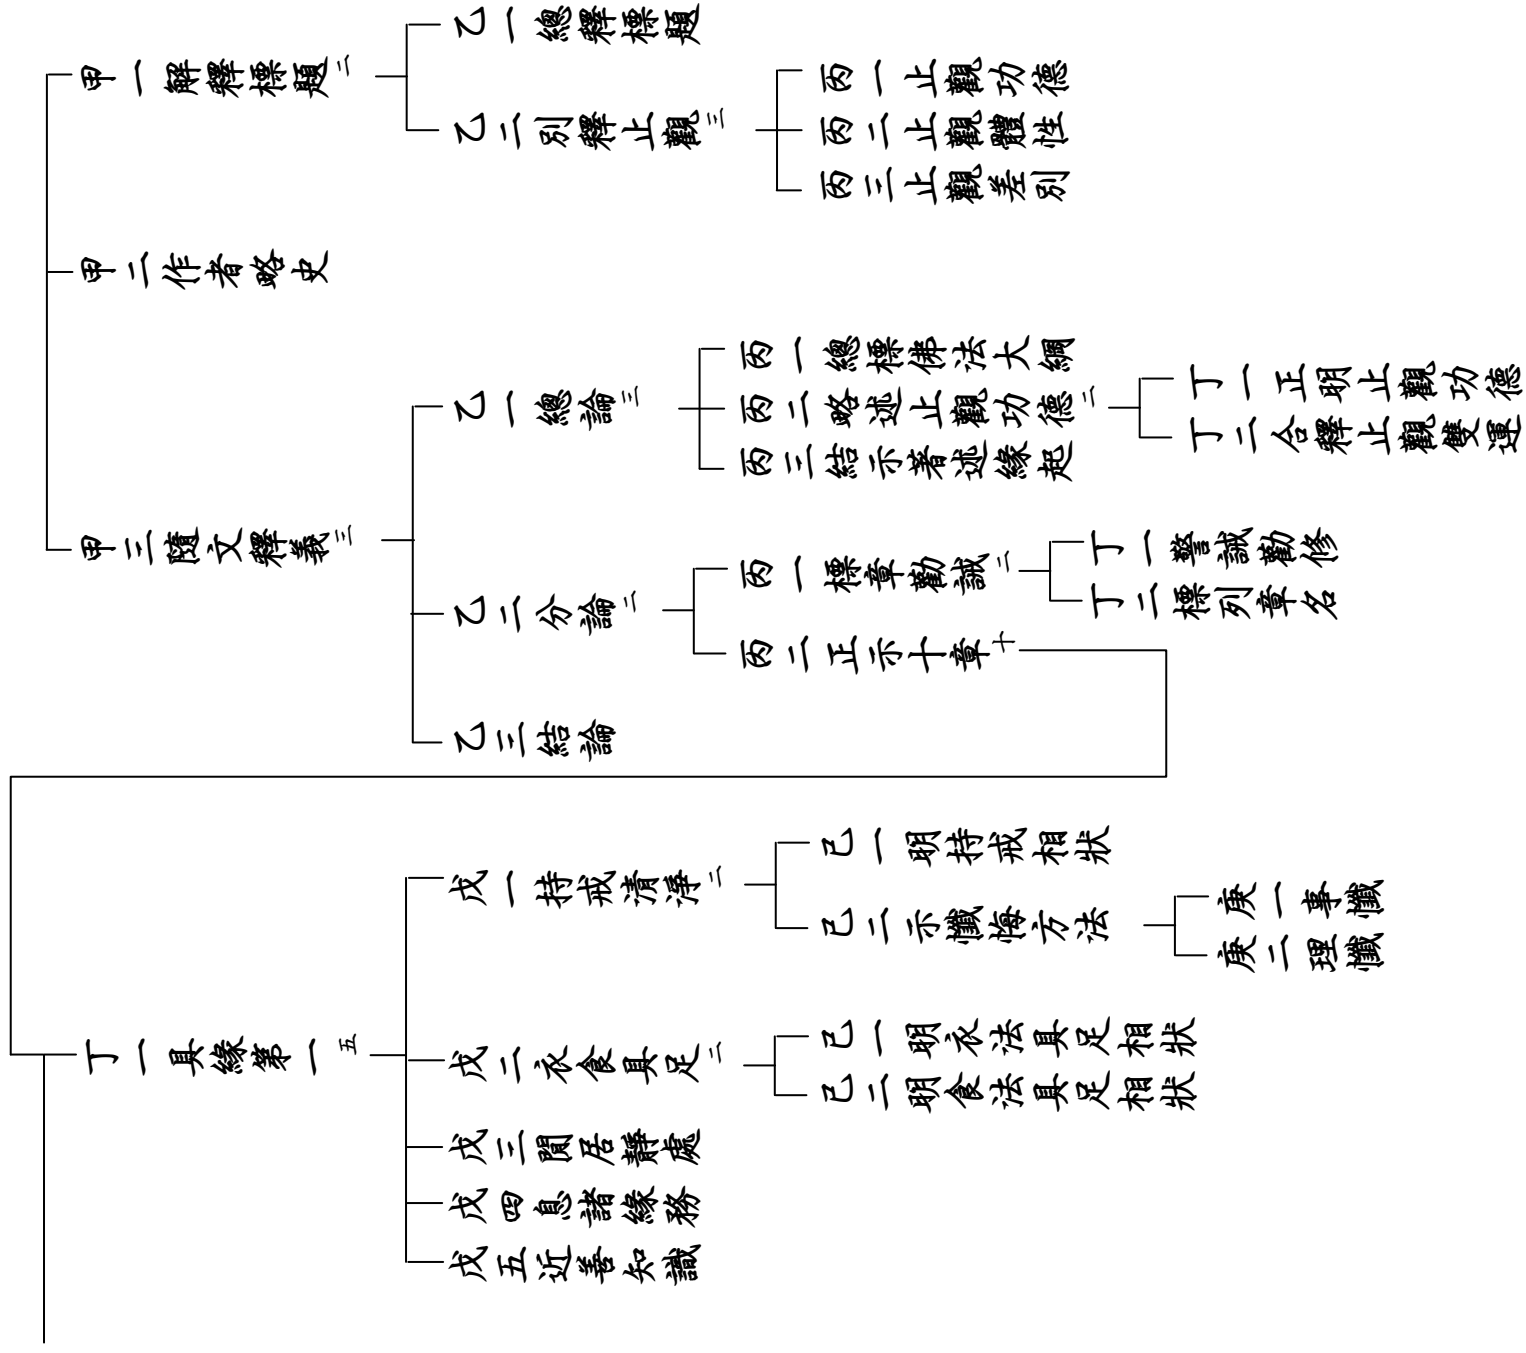 甲一解釋標題二
乙一總釋標題
乙二別釋止觀三
丙一止觀功德
丙二止觀體性
丙三止觀差別
甲二作者略史
甲三隨文釋義三
乙一總論三
丙一總標佛法大綱
丙二略述止觀功德二
丁一正明止觀功德
丁二合釋止觀雙運
丙三結示著述緣起
乙二分論二
丙一標章勸誡二
丁一警誡勸修
丁二標列章名
丙二正示十章十
乙三結論
丁一具緣第一五
戊一持戒清淨二
己一明持戒相狀
己二示懺悔方法
庚一事懺
庚二理懺
戊二衣食具足二
己一明衣法具足相狀
己二明食法具足相狀
戊三閒居靜處
戊四息諸緣務
戊五近善知識